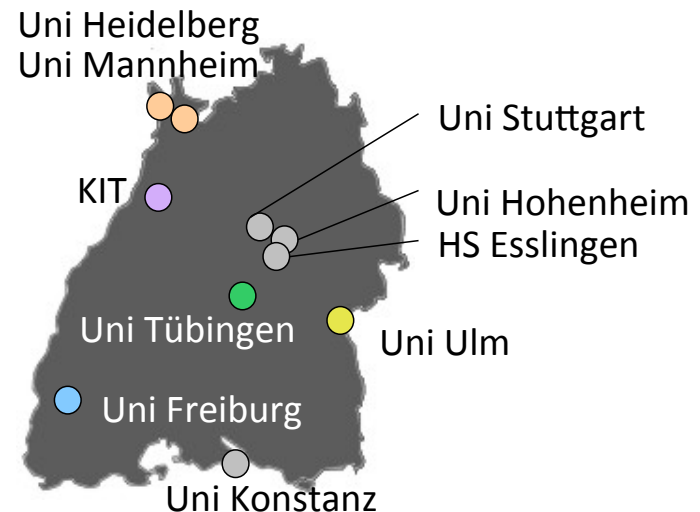 Uni Heidelberg
Uni Mannheim
Uni Stuttgart
KIT
Uni Hohenheim
HS Esslingen
Uni Tübingen
Uni Ulm
Uni Freiburg
Uni Konstanz